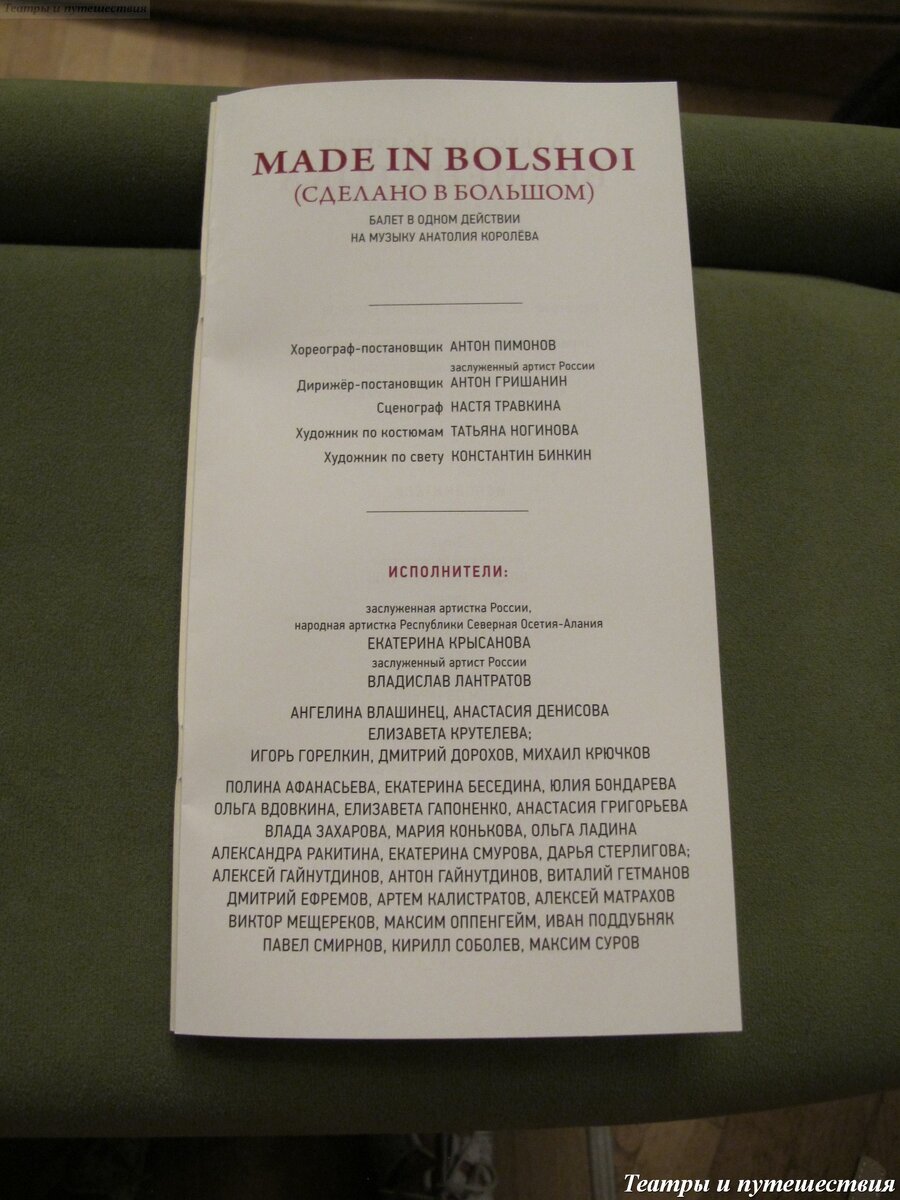 Театры и путешествия
MADE IN BOLSHOI
(СДЕЛАНО В БОЛЬШОМ)
БАЛЕТ В ОДНОМ ДЕЙСТВИИ
НА МУЗЫКУ АНАТОЛИЯ КОРОЛЁВА
Хореограф-постановщик АНТОН ПИМОНОВ
заслуженный артист России
Дирижёр-постановщик АНТОН ГРИШАНИН
Сценограф НАСТЯ ТРАВКИНА
Художник по костюмам ТАТЬЯНА НОГИНОВА
Художник по свету КОНСТАНТИН БИНКИН
ИСПОЛНИТЕЛИ:
заслуженная артистка России,
народная артистка Республики Северная Осетия-Алания
ЕКАТЕРИНА КРЫСАНОВА
заслуженный артист России
ВЛАДИСЛАВ ЛАНТРАТОВ
АНГЕЛИНА ВЛАШИНЕЦ, АНАСТАСИЯ ДЕНИСОВА
ЕЛИЗАВЕТА КРУТЕЛЕВА;
ИГОРЬ ГОРЕЛКИН, ДМИТРИЙ ДОРОХОВ, МИХАИЛ КРЮЧКОВ
ПОЛИНА АФАНАСЬЕВА, ЕКАТЕРИНА БЕСЕДИНА, ЮЛИЯ БОНДАРЕВА
ОЛЬГА ВДОВКИНА, ЕЛИЗАВЕТА ГАПОНЕНКО, АНАСТАСИЯ ГРИГОРЬЕВА
ВЛАДА ЗАХАРОВА, МАРИЯ КОНЬКОВА, ОЛЬГА ЛАДИНА
АЛЕКСАНДРА РАКИТИНА, ЕКАТЕРИНА СМУРОВА, ДАРЬЯ СТЕРЛИГОВА;
АЛЕКСЕЙ ГАЙНУТДИНОВ, АНТОН ГАЙНУТДИНОВ, ВИТАЛИЙ ГЕТМАНОВ
ДМИТРИЙ ЕФРЕМОВ, АРТЕМ КАЛИСТРАТОВ, АЛЕКСЕЙ МАТРАХОВ
ВИКТОР МЕЩЕРЕКОВ, МАКСИМ ОППЕНГЕЙМ, ИВАН ПОДДУБНЯК
ПАВЕЛ СМИРНОВ, КИРИЛЛ СОБОЛЕВ, МАКСИМ СУРОВ
Театры и путешествия